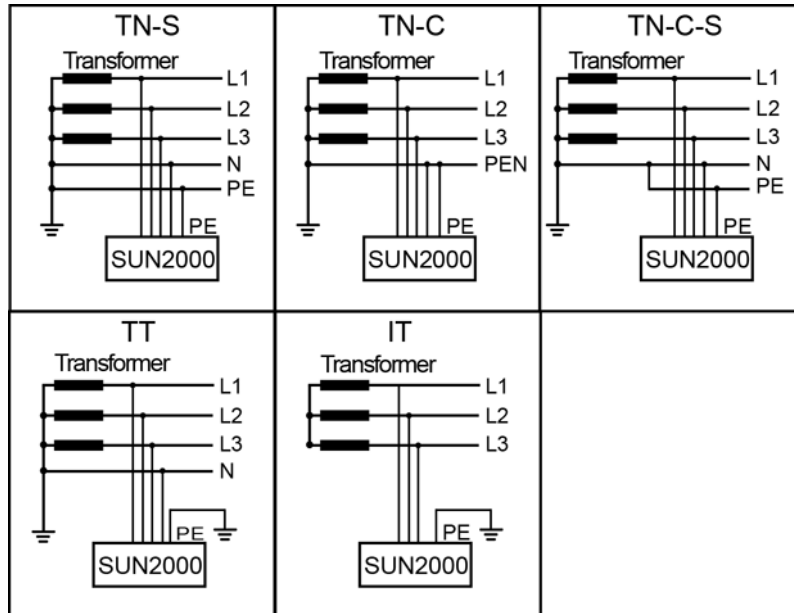 TN-S
Transformer
L1
L2
L3
N
PE
PE
SUN2000
TN-C
Transformer
L1
L2
L3
PEN
PE
SUN2000
TN-C-S
Transformer
L1
L2
L3
N
PE
PE
SUN2000
TT
Transformer
L1
L2
L3
N
PE
SUN2000
IT
Transformer
L1
L2
L3
PE
SUN2000